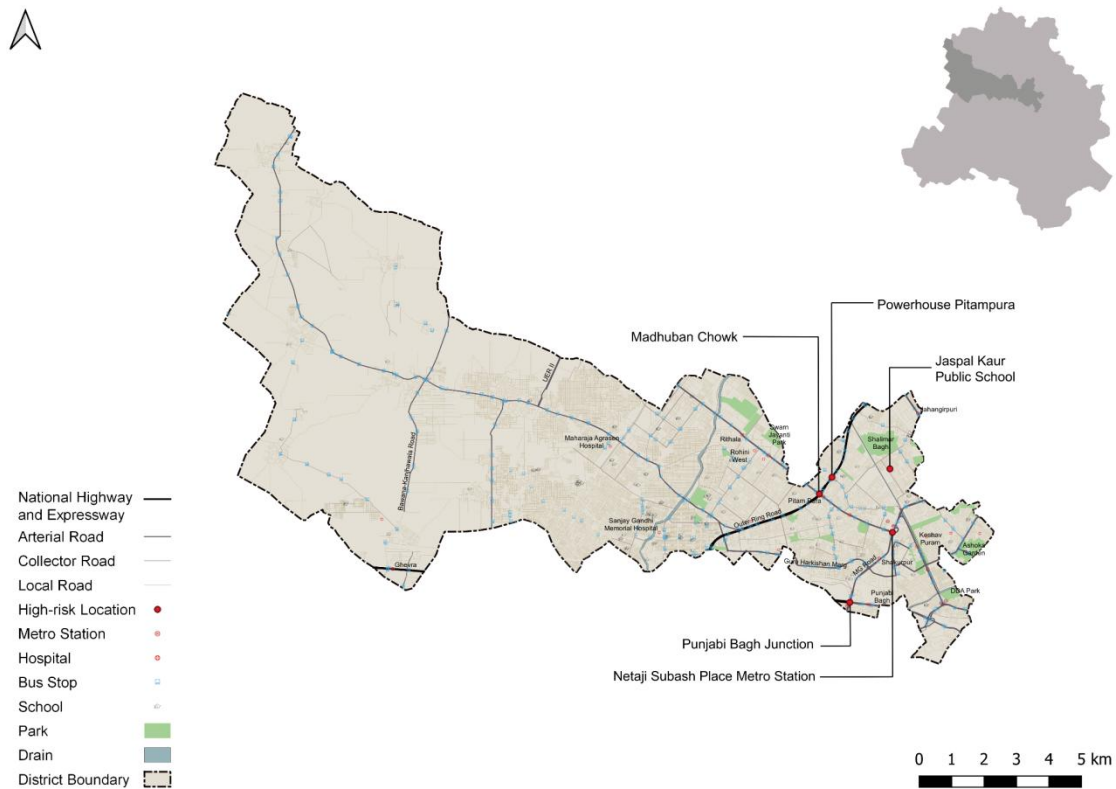 Powerhouse Pitampura
Madhuban Chowk
Jaspal Kaur
Public School
Jahangirpuri
UER II
Maharaja Agrasen
Hospital
Rithala
Swarn
Jayanti
Park
Rohini
West
Shalimar
Bagh
Bawana-Kanjhawala Road
Pitam Pura
Outer-Ring Road
Sanjay Gandhi
Memorial Hospital
Keshav
Puram
Ashoka
Garden
Ghevra
Guru Harkishan Marg
MG Road
Shakurpur
Punjabi
Bagh
DDA Park
Punjabi Bagh Junction
Netaji Subash Place Metro Station
National Highway
and Expressway
Arterial Road
Collector Road
Local Road
High-risk Location
Metro Station
Hospital
Bus Stop
School
Park
Drain
District Boundary
0 1 2 3 4 5 km